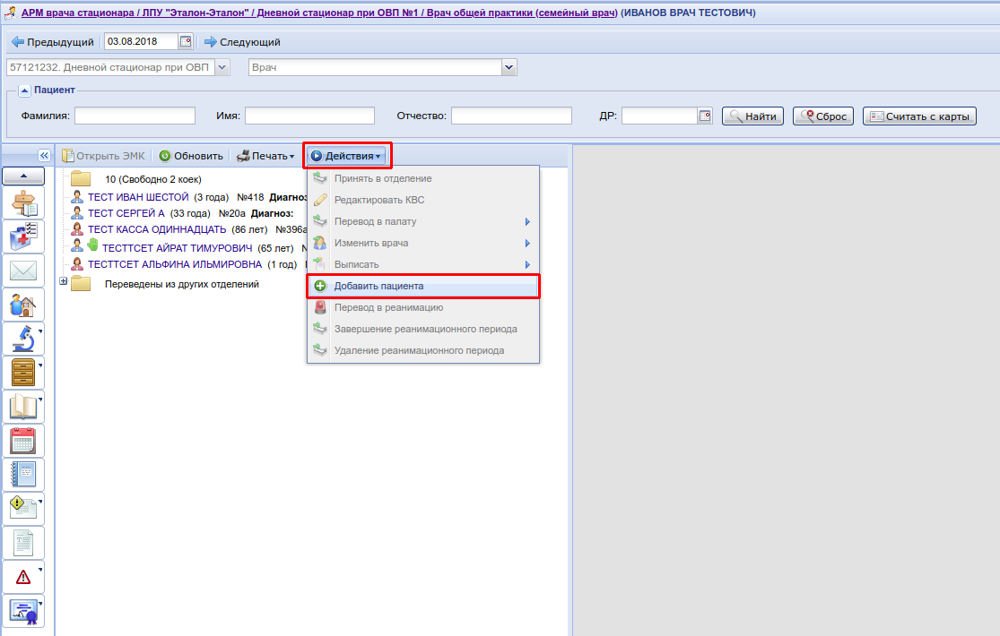 АРМ врача стационара / ЛПУ "Эталон-Эталон" / Дневной стационар при ОВП №1 / Врач общей практики (семейный врач) (ИВАНОВ ВРАЧ ТЕСТОВИЧ)
Предыдущий 03.08.2018 Следующий
57121232. Дневной стационар при ОВП Врач
Пациент
Фамилия: Имя: Отчество: ДР: Найти Сброс Считать с карты
Открыть ЭМК Обновить Печать Действия
10 (Свободно 2 коек)
ТЕСТ ИВАН ШЕСТОЙ (3 года) №418 Диагноз
ТЕСТ СЕРГЕЙ А (33 года) №20а Диагноз:
ТЕСТ КАССА ОДИННАДЦАТЬ (86 лет) №396а
ТЕСТТСЕТ АЙРАТ ТИМУРОВИЧ (65 лет)
ТЕСТТСЕТ АЛЬФИНА ИЛЬМИРОВНА (1 год)
Переведены из других отделений
Принять в отделение
Редактировать КВС
Перевод в палату
Изменить врача
Выписать
Добавить пациента
Перевод в реанимацию
Завершение реанимационного периода
Удаление реанимационного периода